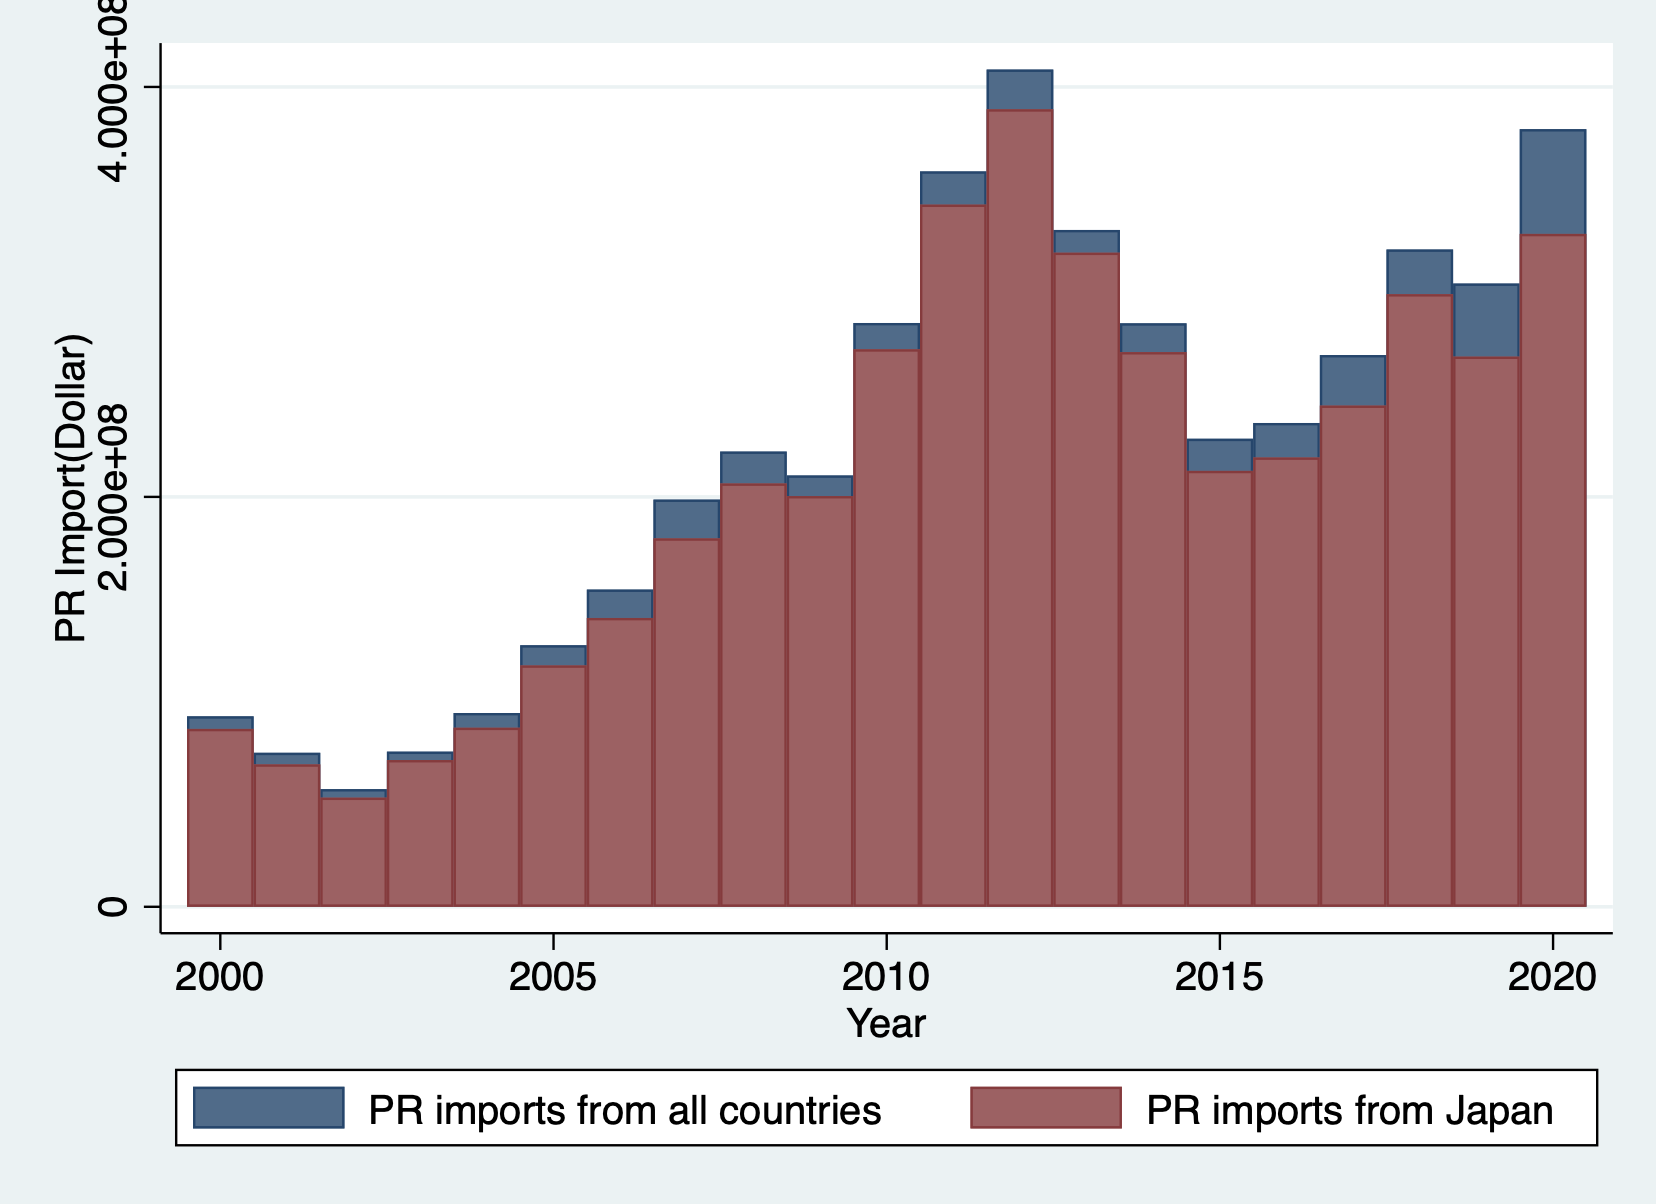 PR Import(Dollar)
4.000e+08
2.000e+08
0
2000 2005 2010 2015 2020
Year
PR imports from all countries PR imports from Japan